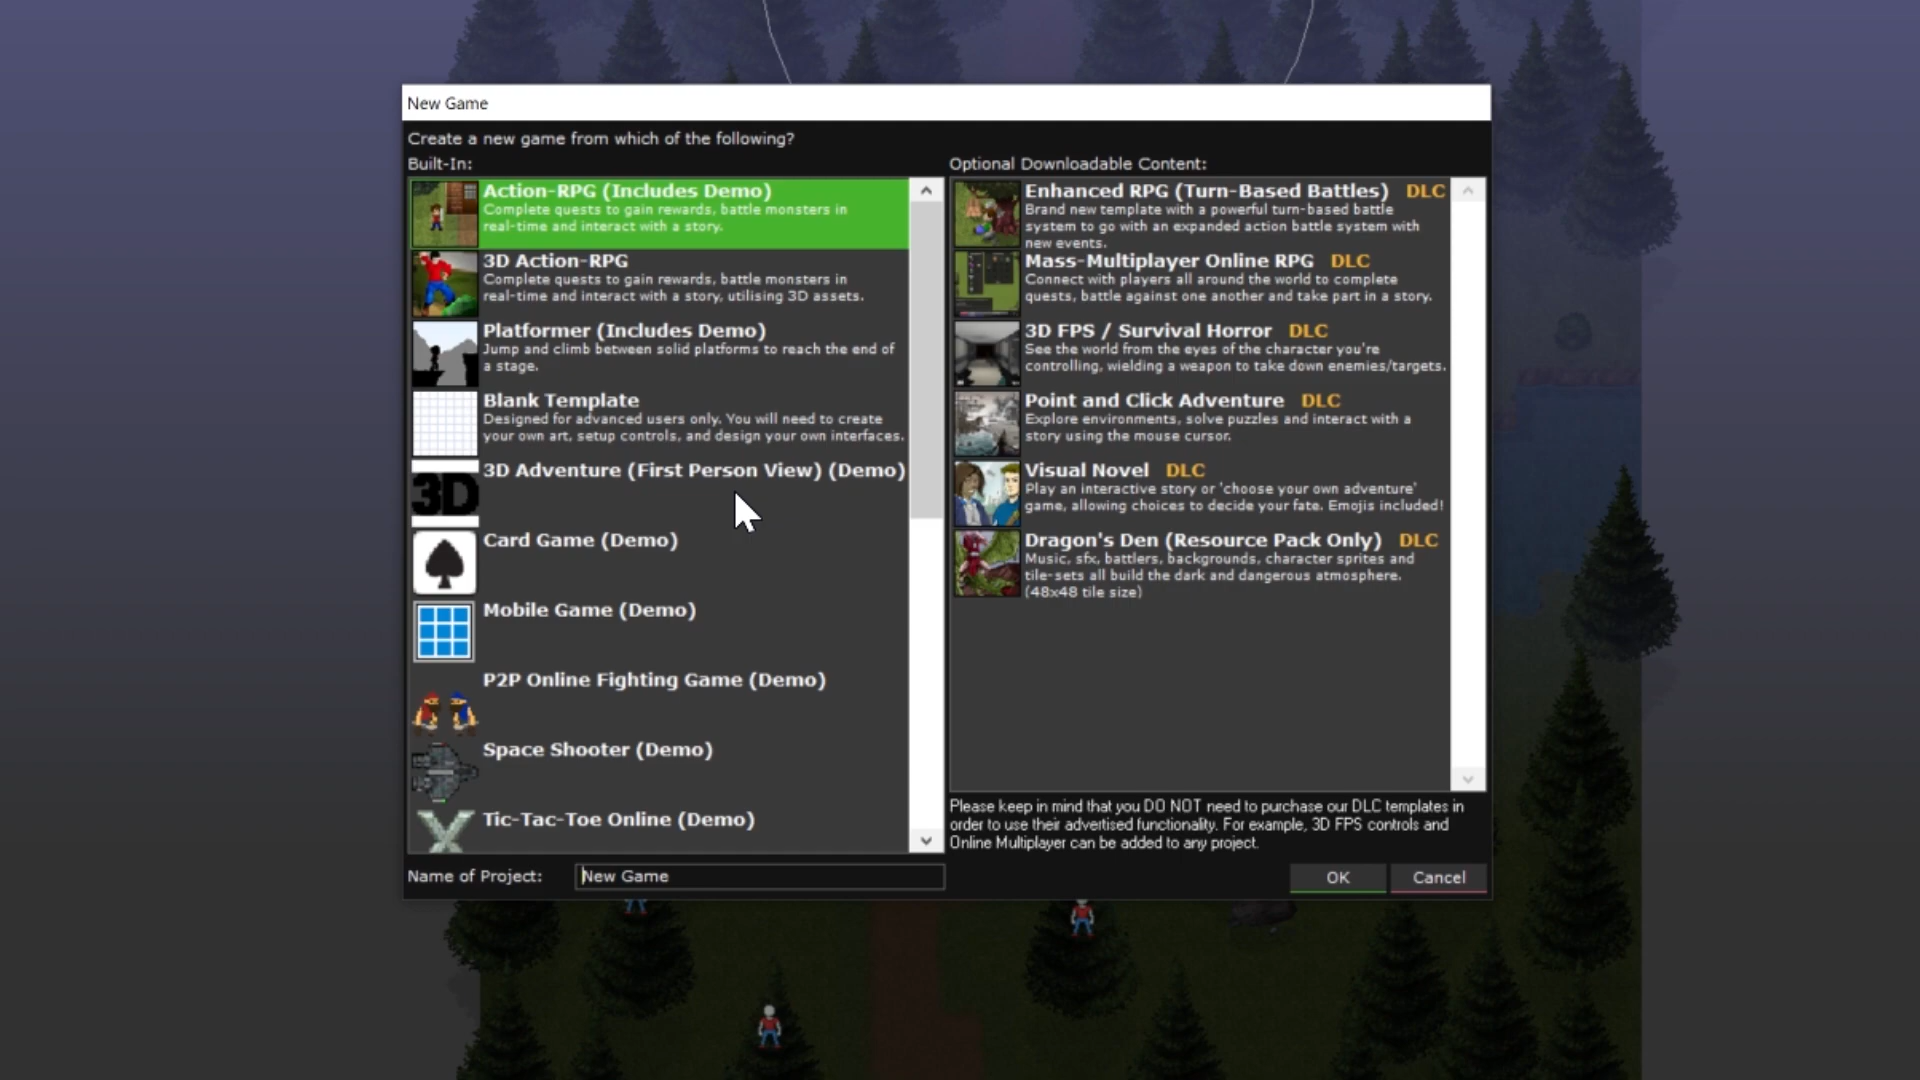 New Game
Create a new game from which of the following?
Built-In:
Action-RPG (Includes Demo)
Complete quests to gain rewards, battle monsters in
real-time and interact with a story.
3D Action-RPG
Complete quests to gain rewards, battle monsters in
real-time and interact with a story, utilising 3D assets.
Platformer (Includes Demo)
Jump and climb between solid platforms to reach the end of
a stage.
Blank Template
Designed for advanced users only. You will need to create
your own art, setup controls, and design your own interfaces.
3D
3D Adventure (First Person View) (Demo)
Card Game (Demo)
Mobile Game (Demo)
P2P Online Fighting Game (Demo)
Space Shooter (Demo)
Tic-Tac-Toe Online (Demo)
Optional Downloadable Content:
Enhanced RPG (Turn-Based Battles) DLC
Brand new template with a powerful turn-based battle
system to go with an expanded action battle system with
new events.
Mass-Multiplayer Online RPG DLC
Connect with players all around the world to complete
quests, battle against one another and take part in a story.
3D FPS / Survival Horror DLC
See the world from the eyes of the character you're
controlling, wielding a weapon to take down enemies/targets.
Point and Click Adventure DLC
Explore environments, solve puzzles and interact with a
story using the mouse cursor.
Visual Novel DLC
Play an interactive story or 'choose your own adventure'
game, allowing choices to decide your fate. Emojis included!
Dragon's Den (Resource Pack Only) DLC
Music, sfx, battlers, backgrounds, character sprites and
tile-sets all build the dark and dangerous atmosphere.
(48x48 tile size)
Please keep in mind that you DO NOT need to purchase our DLC templates in
order to use their advertised functionality. For example, 3D FPS controls and
Online Multiplayer can be added to any project.
Name of Project: New Game
OK Cancel